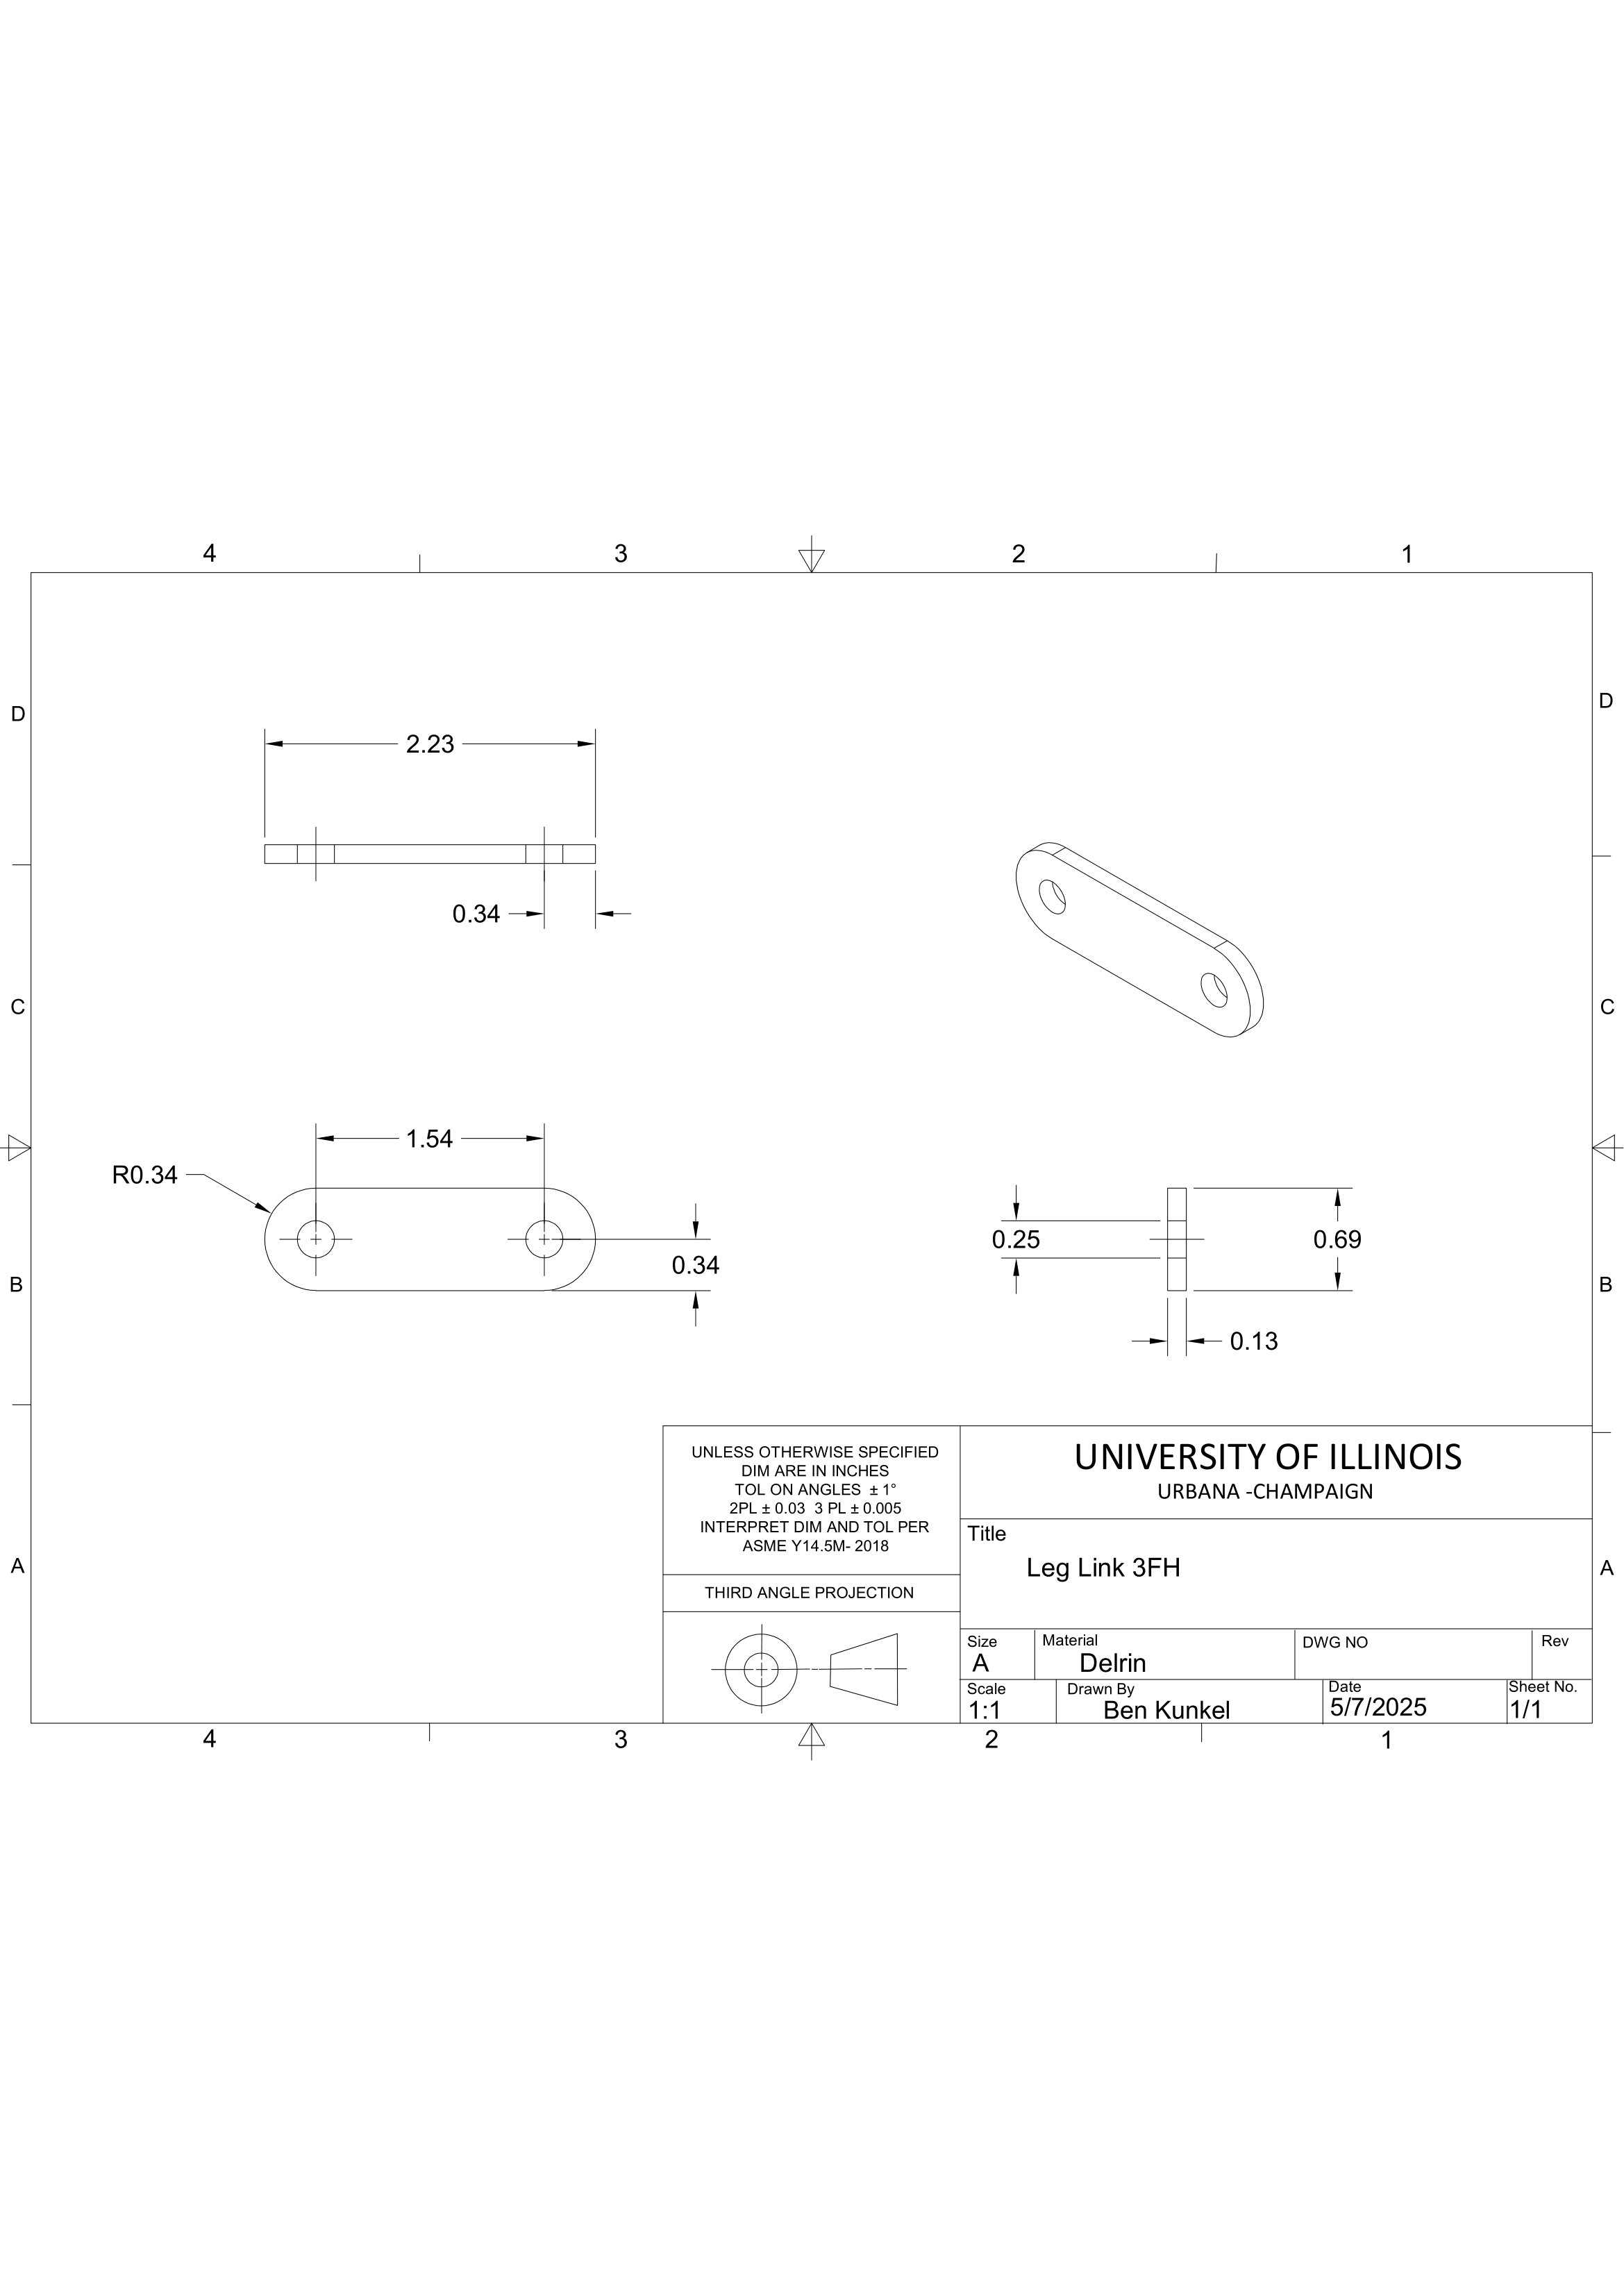 4 3 2 1
D D
2.23
0.34
C C
1.54
R0.34
0.34
0.25
0.69
B B
0.13
UNLESS OTHERWISE SPECIFIED
DIM ARE IN INCHES
TOL ON ANGLES ± 1°
2PL ± 0.03 3 PL ± 0.005
INTERPRET DIM AND TOL PER
ASME Y14.5M- 2018
THIRD ANGLE PROJECTION
UNIVERSITY OF ILLINOIS
URBANA -CHAMPAIGN
Title
Leg Link 3FH
A A
Size
A
Material
Delrin
DWG NO
Rev
Scale
1:1
Drawn By
Ben Kunkel
Date
5/7/2025
Sheet No.
1/1
4 3 2 1